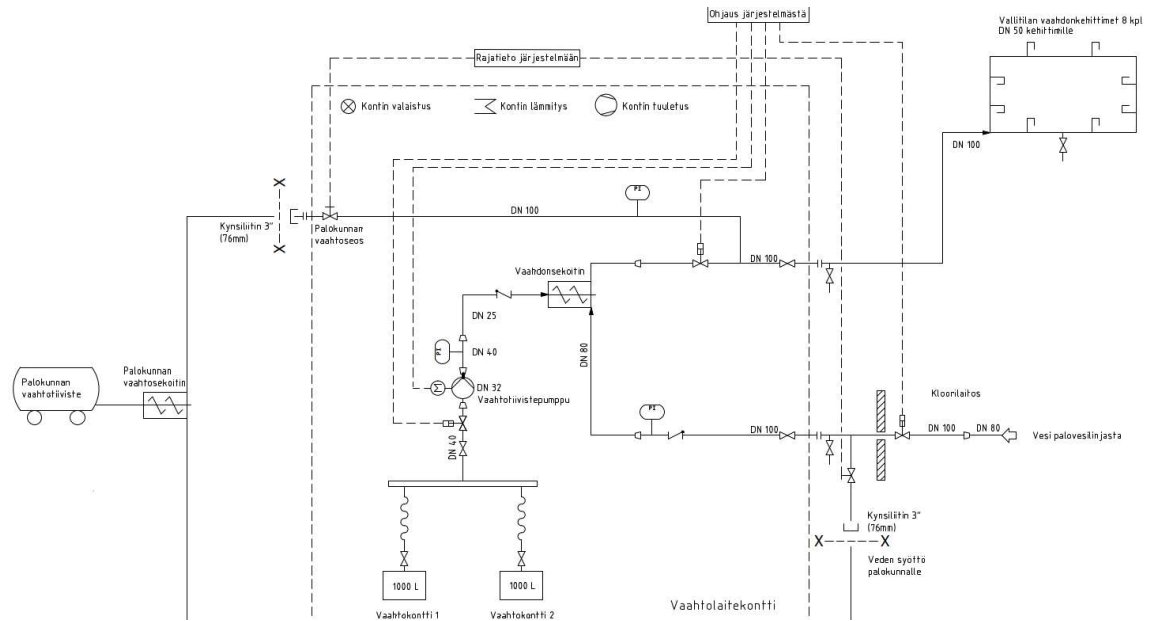 Ohjaus järjestelmästä
Vallitilan vaahdonkehittimet 8 kpl
DN 50 kehittimille
Rajatieto järjestelmään
Kontin valaistus
Kontin lämmitys
Kontin tuuletus
DN 100
PI
DN 100
Kynsiliitin 3"
(76mm)
Palokunnan
vaahtoseos
DN 100
Vaahdonsekoitin
DN 25
PI
DN 40
DN 80
Palokunnan
vaahtosekoitin
Palokunnan
vaahtotiiviste
DN 32
Vaahtotiivistepumppu
M
PI
Kloorilaitos
DN 40
DN 100
DN 100
DN 80
Vesi palovesilinjasta
Kynsiliitin 3"
(76mm)
X
X
X
X
Veden syöttö
palokunnalle
1000 L
1000 L
Vaahtokontti 1
Vaahtokontti 2
Vaahtolaitekontti